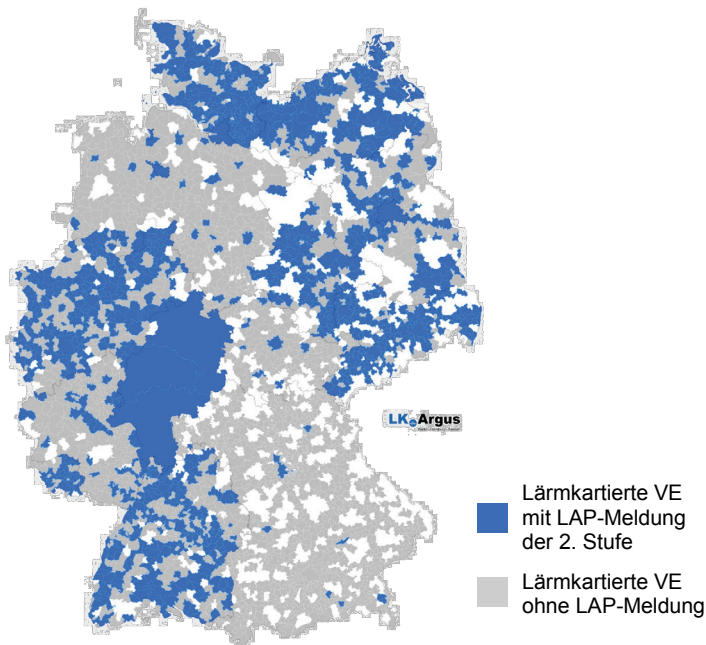 LK Argus
Lärmkartierte VE
mit LAP-Meldung
der 2. Stufe
Lärmkartierte VE
ohne LAP-Meldung